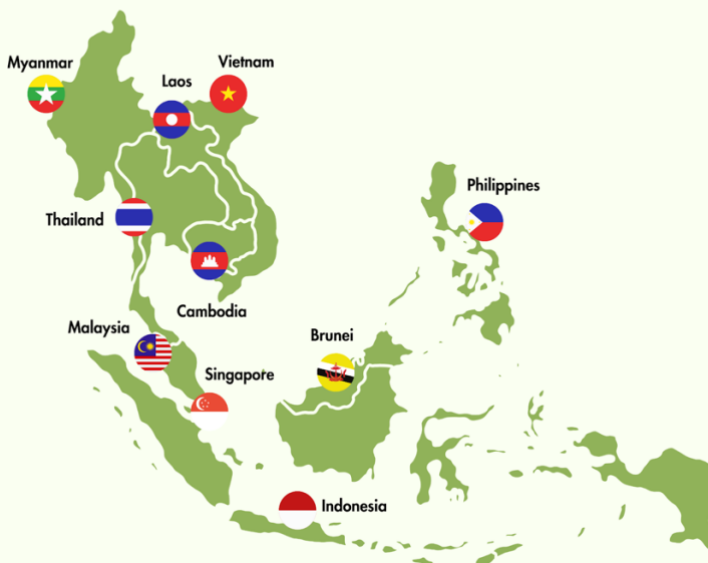 Myanmar
Laos
Vietnam
Thailand
Philippines
Cambodia
Malaysia
Brunei
Singapore
Indonesia